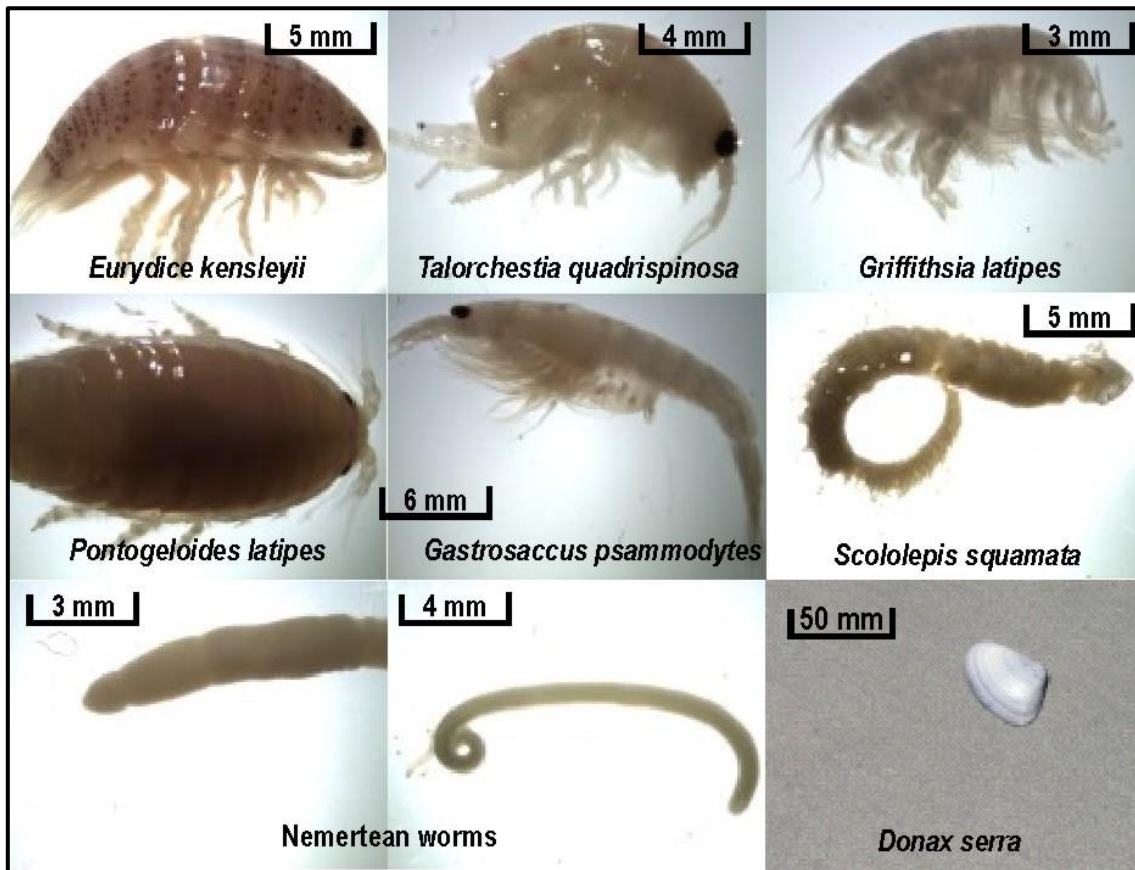 5 mm
4 mm
3 mm
Eurydice kensleyii
Talorchestia quadrispinosa
Griffithsia latipes
5 mm
6 mm
Pontogeloides latipes
Gastrosaccus psammodytes
Scololepis squamata
3 mm
4 mm
50 mm
Nemertean worms
Donax serra